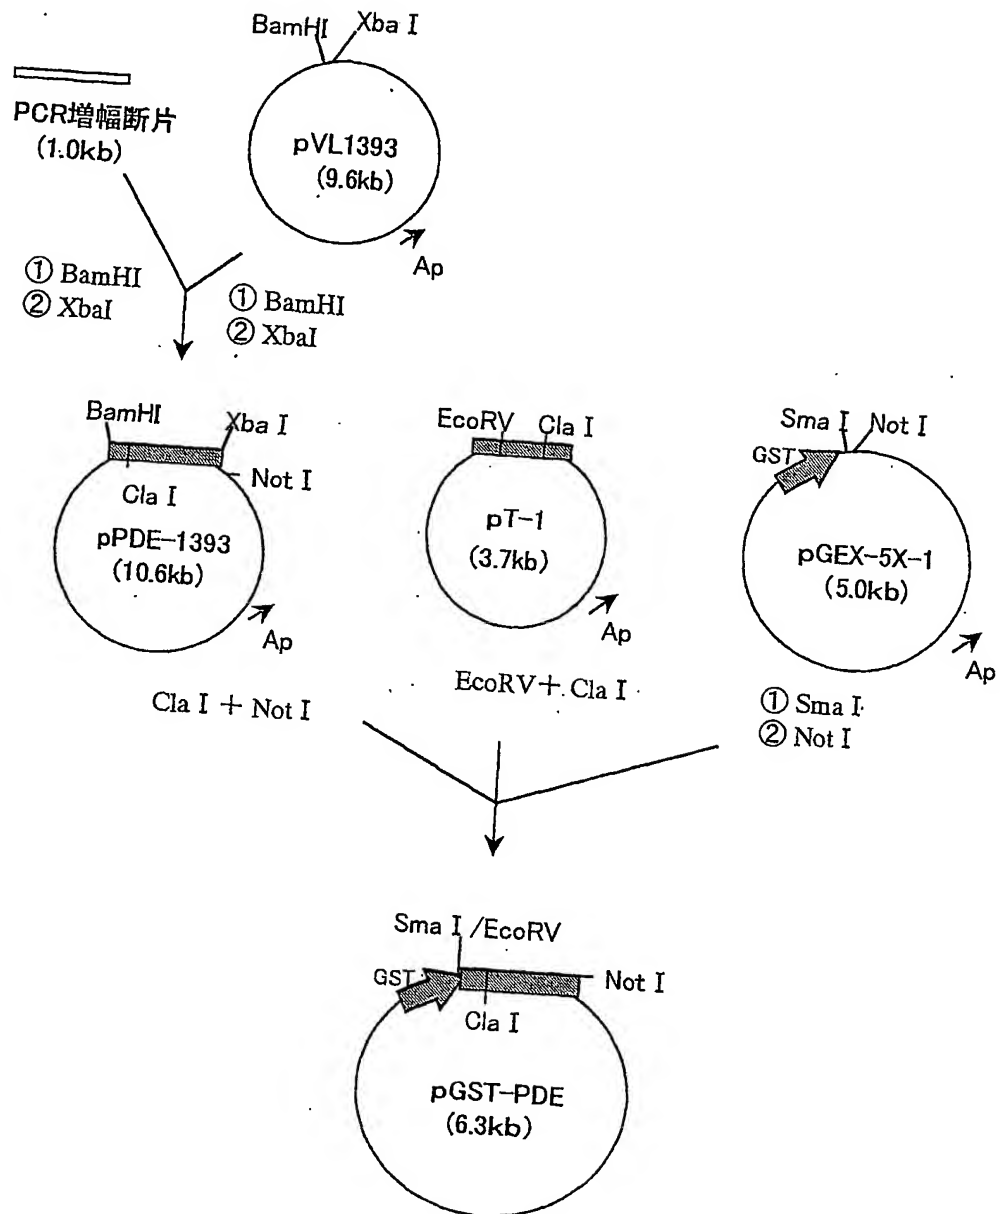 BamHI Xba I
PCR増幅断片
(1.0kb)
pVL1393
(9.6kb)
Ap
① BamHI
② XbaI
① BamHI
② XbaI
BamHI
Xba I
Cla I
Not I
pPDE-1393
(10.6kb)
Ap
EcoRV Cla I
pT-1
(3.7kb)
Ap
Sma I Not I
GST
pGEX-5X-1
(5.0kb)
Ap
Cla I + Not I
EcoRV + Cla I
① Sma I
② Not I
Sma I /EcoRV
GST
Not I
Cla I
pGST-PDE
(6.3kb)